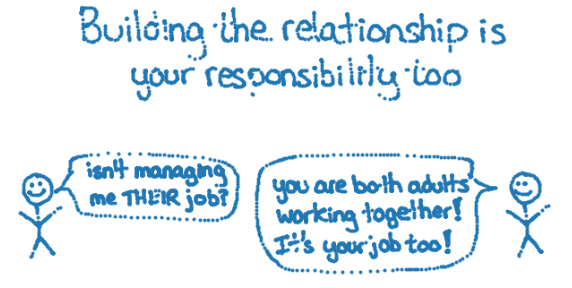 Building the relationship is
your responsibility too
isn't managing
me THEIR job?
you are both adults
working together!
It's your job too!